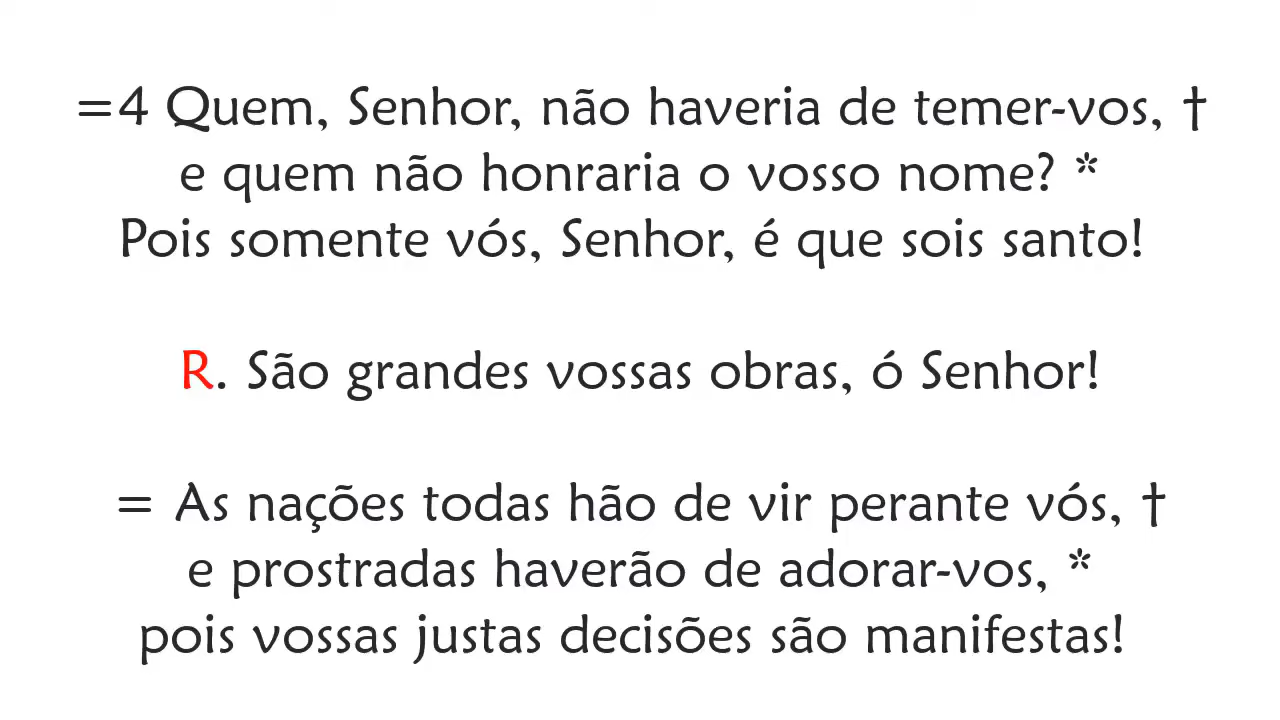 =4 Quem, Senhor, não haveria de temer-vos, †
e quem não honraria o vosso nome? *
Pois somente vós, Senhor, é que sois santo!
R. São grandes vossas obras, ó Senhor!
= As nações todas hão de vir perante vós, †
e prostradas haverão de adorar-vos, *
pois vossas justas decisões são manifestas!